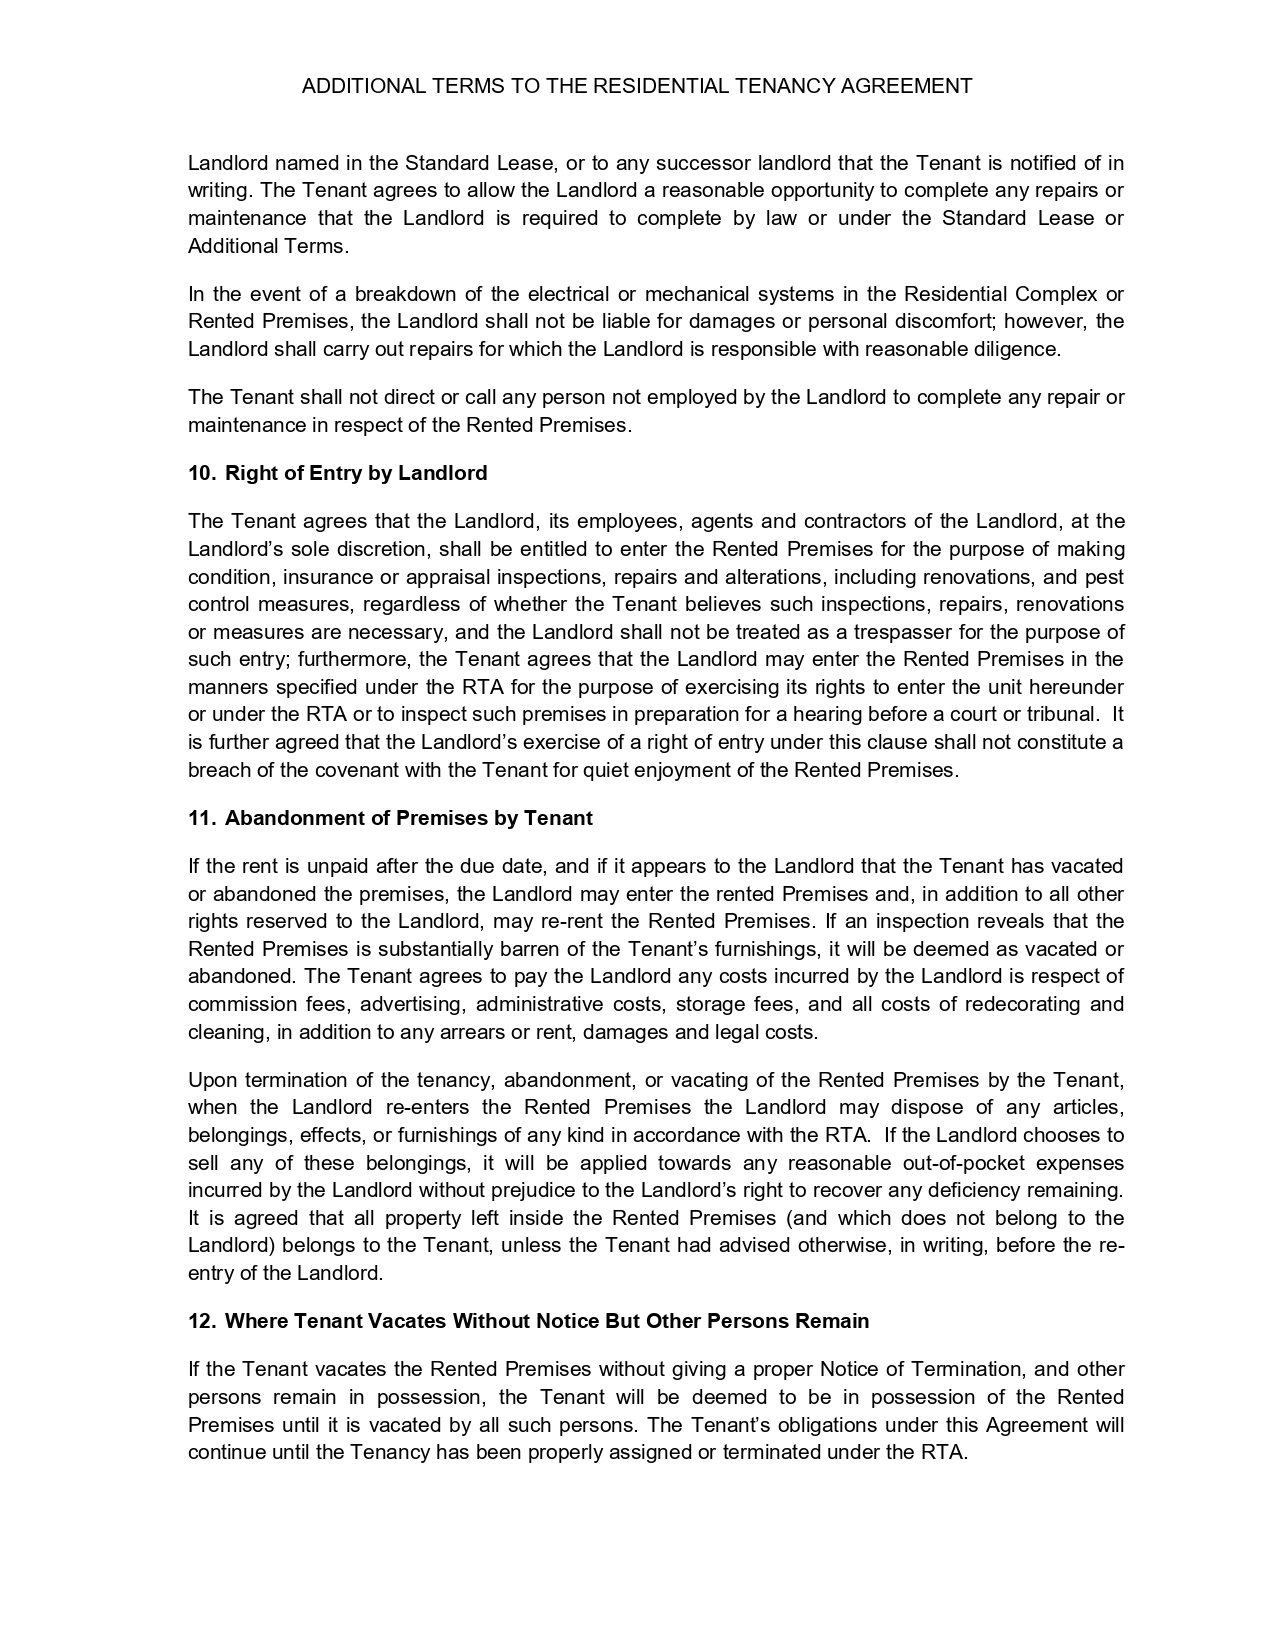 ADDITIONAL TERMS TO THE RESIDENTIAL TENANCY AGREEMENT
Landlord named in the Standard Lease, or to any successor landlord that the Tenant is notified of in
writing. The Tenant agrees to allow the Landlord a reasonable opportunity to complete any repairs or
maintenance that the Landlord is required to complete by law or under the Standard Lease or
Additional Terms.
In the event of a breakdown of the electrical or mechanical systems in the Residential Complex or
Rented Premises, the Landlord shall not be liable for damages or personal discomfort; however, the
Landlord shall carry out repairs for which the Landlord is responsible with reasonable diligence.
The Tenant shall not direct or call any person not employed by the Landlord to complete any repair or
maintenance in respect of the Rented Premises.
10. Right of Entry by Landlord
The Tenant agrees that the Landlord, its employees, agents and contractors of the Landlord, at the
Landlord’s sole discretion, shall be entitled to enter the Rented Premises for the purpose of making
condition, insurance or appraisal inspections, repairs and alterations, including renovations, and pest
control measures, regardless of whether the Tenant believes such inspections, repairs, renovations
or measures are necessary, and the Landlord shall not be treated as a trespasser for the purpose of
such entry; furthermore, the Tenant agrees that the Landlord may enter the Rented Premises in the
manners specified under the RTA for the purpose of exercising its rights to enter the unit hereunder
or under the RTA or to inspect such premises in preparation for a hearing before a court or tribunal. It
is further agreed that the Landlord’s exercise of a right of entry under this clause shall not constitute a
breach of the covenant with the Tenant for quiet enjoyment of the Rented Premises.
11. Abandonment of Premises by Tenant
If the rent is unpaid after the due date, and if it appears to the Landlord that the Tenant has vacated
or abandoned the premises, the Landlord may enter the rented Premises and, in addition to all other
rights reserved to the Landlord, may re-rent the Rented Premises. If an inspection reveals that the
Rented Premises is substantially barren of the Tenant’s furnishings, it will be deemed as vacated or
abandoned. The Tenant agrees to pay the Landlord any costs incurred by the Landlord is respect of
commission fees, advertising, administrative costs, storage fees, and all costs of redecorating and
cleaning, in addition to any arrears or rent, damages and legal costs.
Upon termination of the tenancy, abandonment, or vacating of the Rented Premises by the Tenant,
when the Landlord re-enters the Rented Premises the Landlord may dispose of any articles,
belongings, effects, or furnishings of any kind in accordance with the RTA. If the Landlord chooses to
sell any of these belongings, it will be applied towards any reasonable out-of-pocket expenses
incurred by the Landlord without prejudice to the Landlord’s right to recover any deficiency remaining.
It is agreed that all property left inside the Rented Premises (and which does not belong to the
Landlord) belongs to the Tenant, unless the Tenant had advised otherwise, in writing, before the re-
entry of the Landlord.
12. Where Tenant Vacates Without Notice But Other Persons Remain
If the Tenant vacates the Rented Premises without giving a proper Notice of Termination, and other
persons remain in possession, the Tenant will be deemed to be in possession of the Rented
Premises until it is vacated by all such persons. The Tenant’s obligations under this Agreement will
continue until the Tenancy has been properly assigned or terminated under the RTA.